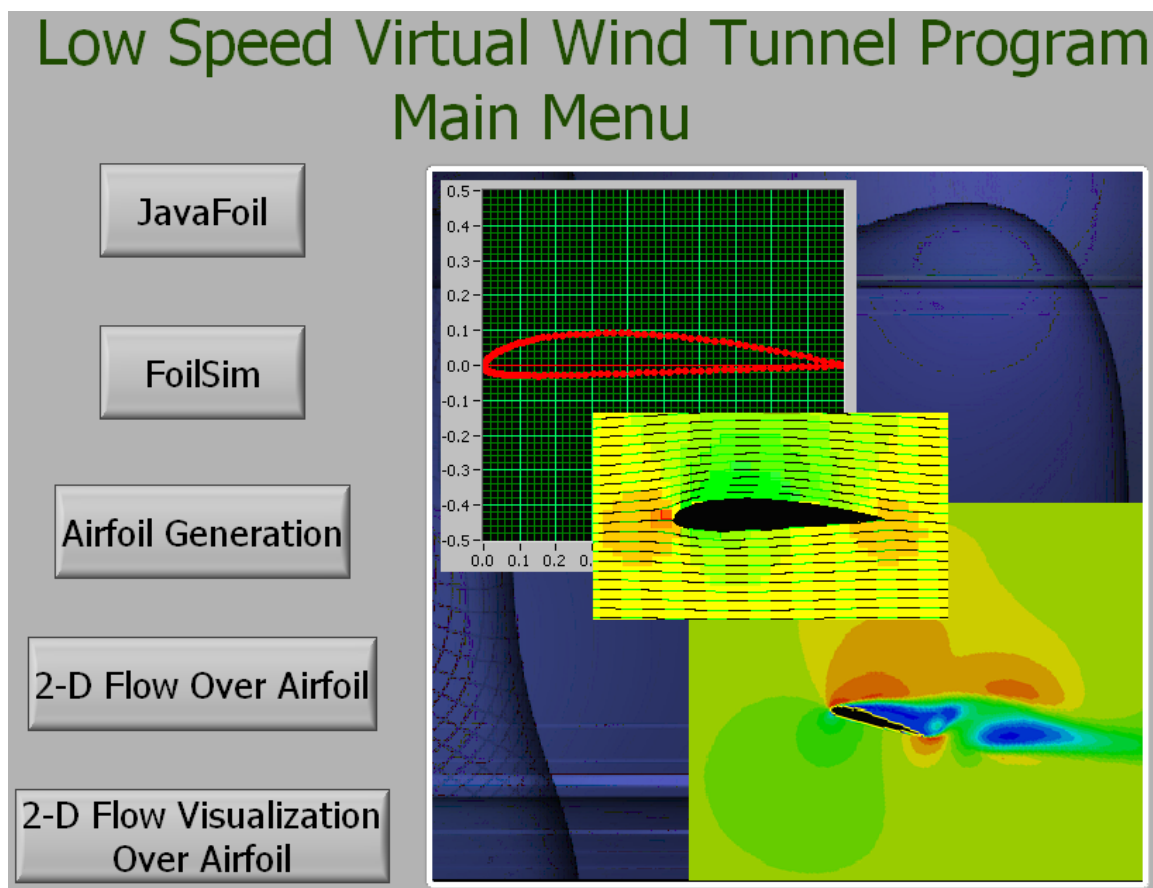 Low Speed Virtual Wind Tunnel Program
Main Menu
JavaFoil
FoilSim
Airfoil Generation
2-D Flow Over Airfoil
2-D Flow Visualization
Over Airfoil
0.5
0.4
0.3
0.2
0.1
0.0
-0.1
-0.2
-0.3
-0.4
-0.5
0.0 0.1 0.2